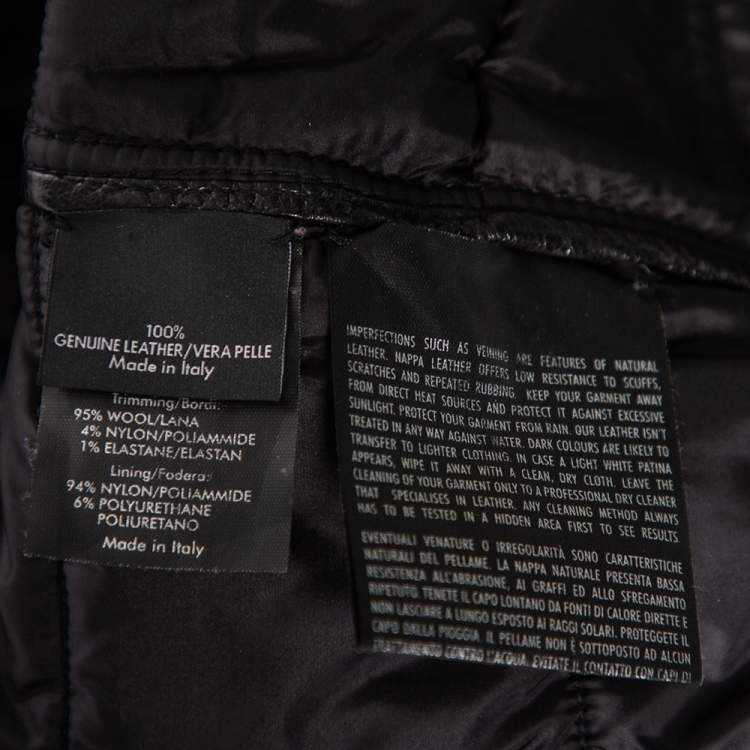 100%
GENUINE LEATHER/VERA PELLE
Made in Italy
Trimming/Bordi:
95% WOOL/LANA
4% NYLON/POLIAMMIDE
1% ELASTANE/ELASTAN
Lining/Fodera:
94% NYLON/POLIAMMIDE
6% POLYURETHANE
POLIURETANO
Made in Italy
IMPERFECTIONS SUCH AS VEINING ARE FEATURES OF NATURAL
LEATHER. NAPPA LEATHER OFFERS LOW RESISTANCE TO SCUFFS,
SCRATCHES AND REPEATED RUBBING. KEEP YOUR GARMENT AWAY
FROM DIRECT HEAT SOURCES AND PROTECT IT AGAINST EXCESSIVE
SUNLIGHT. PROTECT YOUR GARMENT FROM RAIN. OUR LEATHER ISN'T
TREATED IN ANY WAY AGAINST WATER. DARK COLOURS ARE LIKELY TO
TRANSFER TO LIGHTER CLOTHING. IN CASE A LIGHT WHITE PATINA
APPEARS, WIPE IT AWAY WITH A CLEAN, DRY CLOTH. LEAVE THE
CLEANING OF YOUR GARMENT ONLY TO A PROFESSIONAL DRY CLEANER
THAT SPECIALISES IN LEATHER. ANY CLEANING METHOD ALWAYS
HAS TO BE TESTED IN A HIDDEN AREA FIRST TO SEE RESULTS.
EVENTUALI VENATURE O IRREGOLARITÀ SONO CARATTERISTICHE
NATURALI DEL PELLAME. LA NAPPA NATURALE PRESENTA BASSA
RESISTENZA ALL'ABRASIONE, AI GRAFFI ED ALLO SFREGAMENTO
RIPETUTO. TENETE IL CAPO LONTANO DA FONTI DI CALORE DIRETTE E
NON LASCIARE A LUNGO ESPOSTO AI RAGGI SOLARI. PROTEGGETE IL
CAPO DALLA PIOGGIA. IL PELLAME NON È SOTTOPOSTO AD ALCUN
TRATTAMENTO CONTRO L'ACQUA. EVITATE IL CONTATTO CON CAPI DI